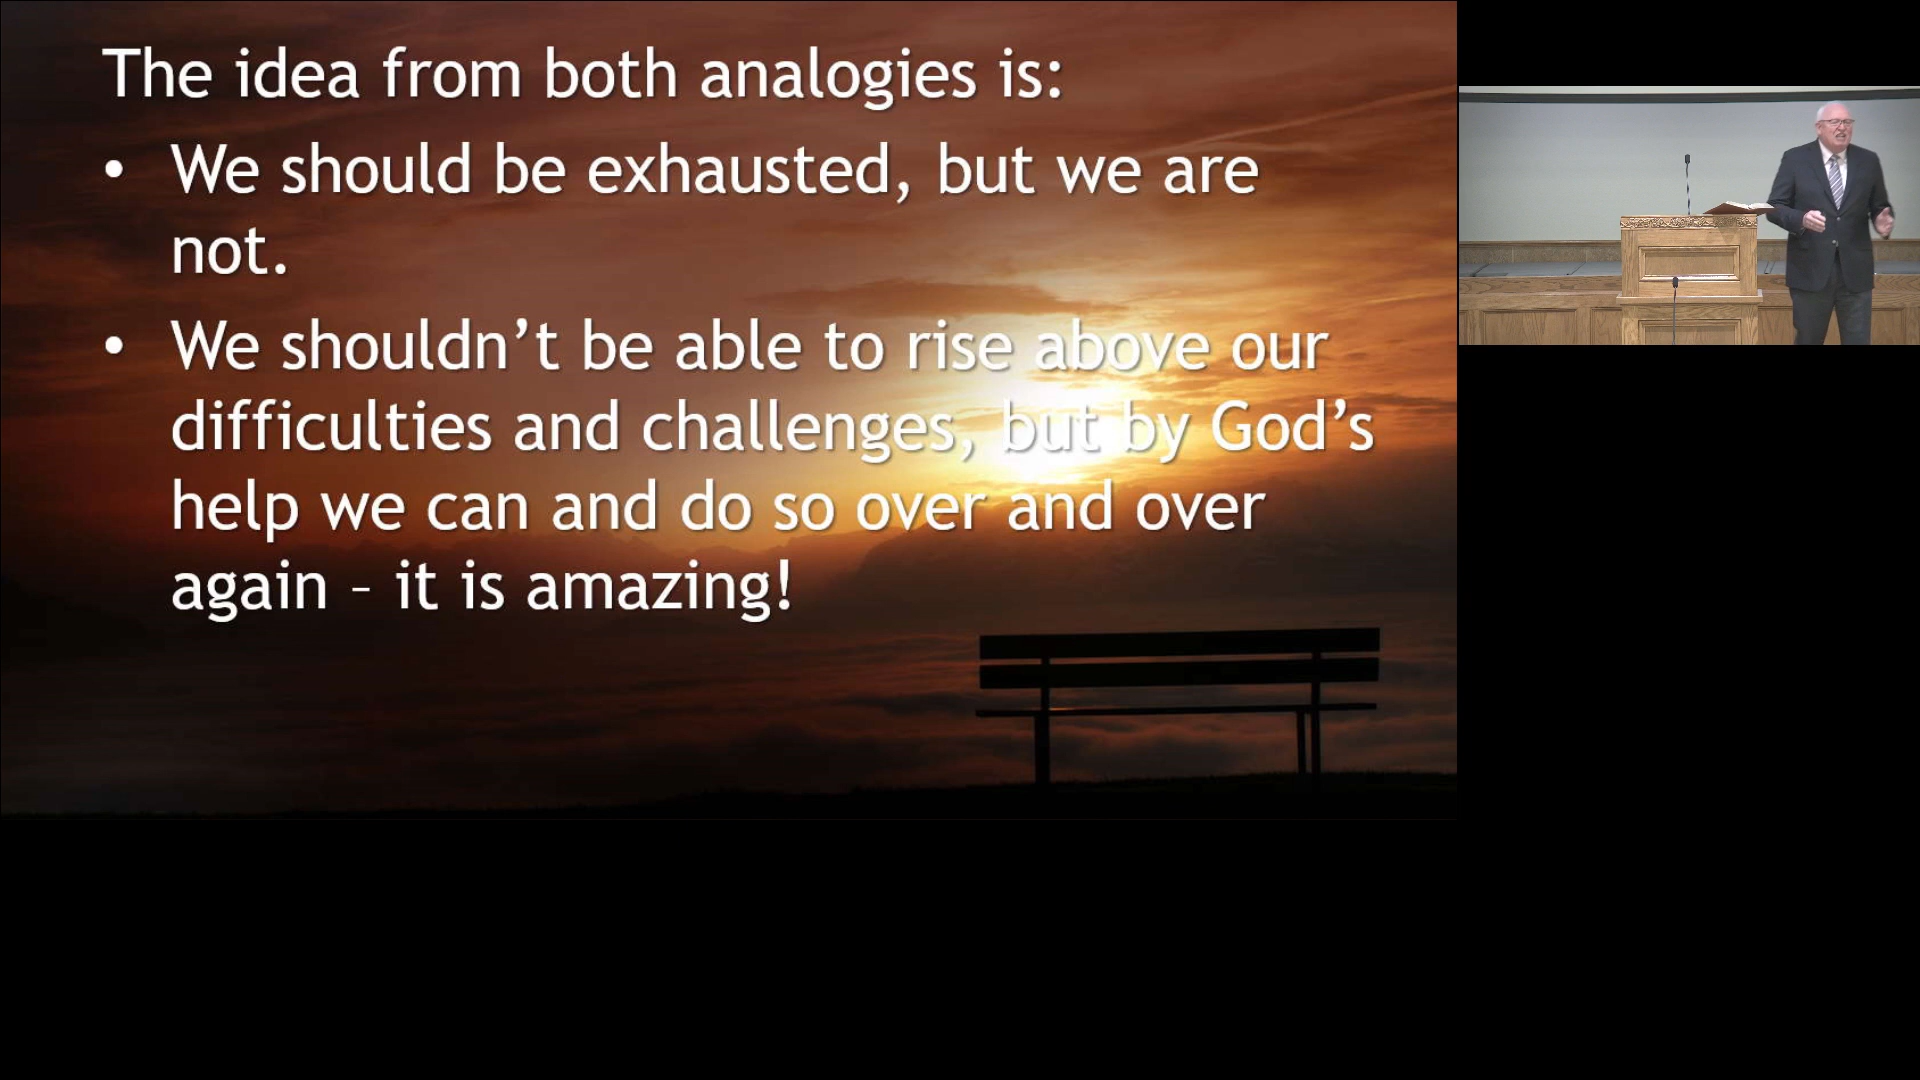 The idea from both analogies is:
• We should be exhausted, but we are
not.
• We shouldn’t be able to rise above our
difficulties and challenges, but by God’s
help we can and do so over and over
again – it is amazing!